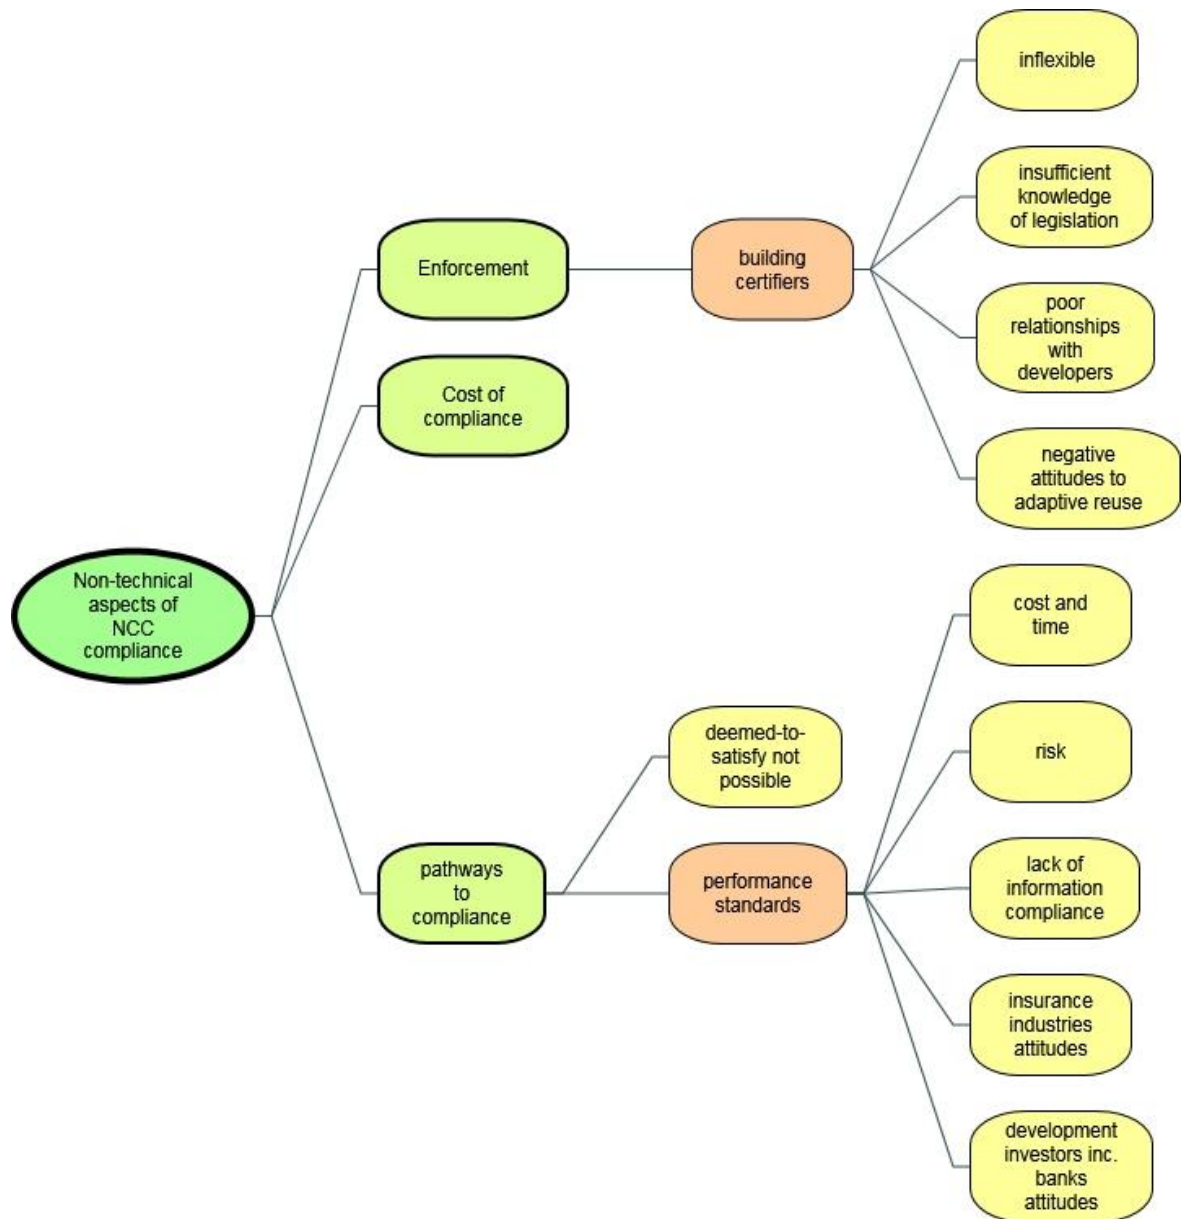 inflexible
insufficient
knowledge
of legislation
Enforcement
building
certifiers
poor
relationships
with
developers
Cost of
compliance
negative
attitudes to
adaptive reuse
Non-technical
aspects of
NCC
compliance
cost and
time
deemed-to-
satisfy not
possible
risk
pathways
to
compliance
performance
standards
lack of
information
compliance
insurance
industries
attitudes
development
investors inc.
banks
attitudes